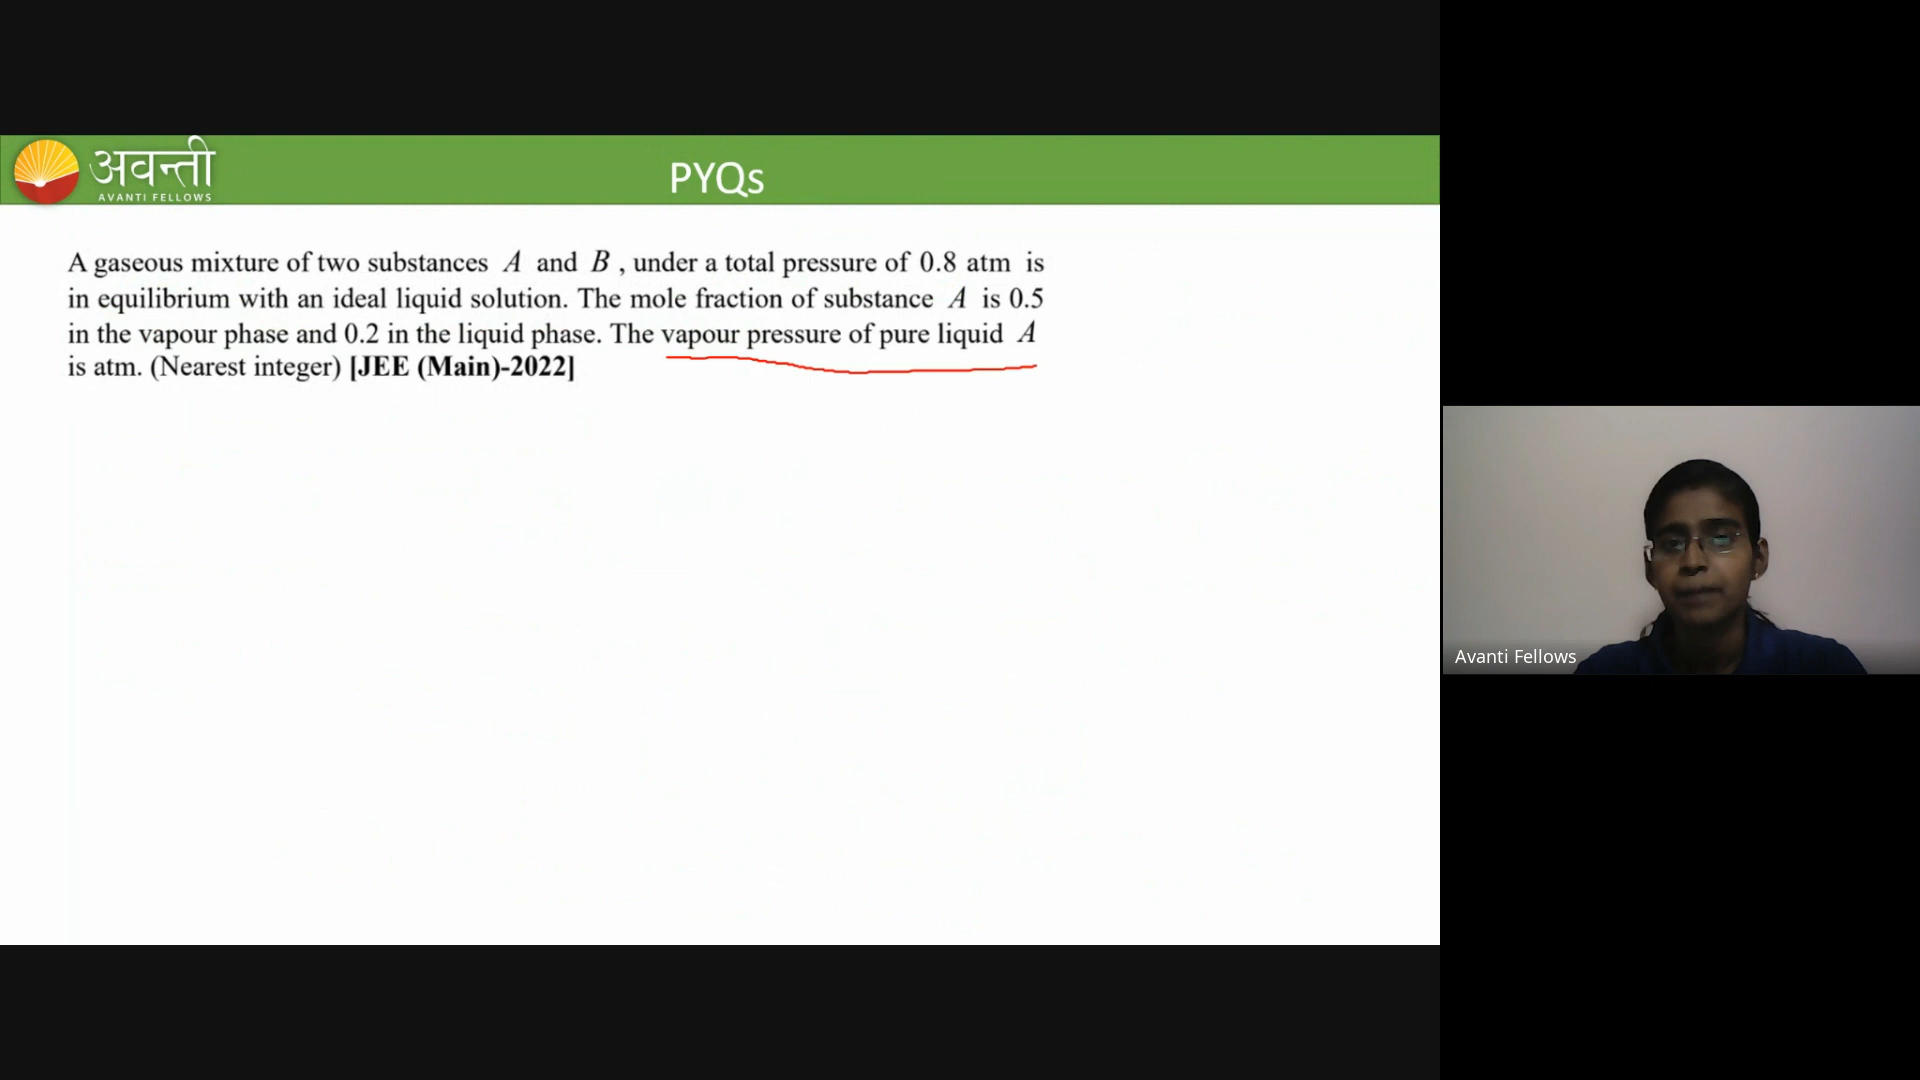 अवन्ती
AVANTI FELLOWS
PYQs
A gaseous mixture of two substances A and B , under a total pressure of 0.8 atm is
in equilibrium with an ideal liquid solution. The mole fraction of substance A is 0.5
in the vapour phase and 0.2 in the liquid phase. The vapour pressure of pure liquid A
is atm. (Nearest integer) [JEE (Main)-2022]
Avanti Fellows